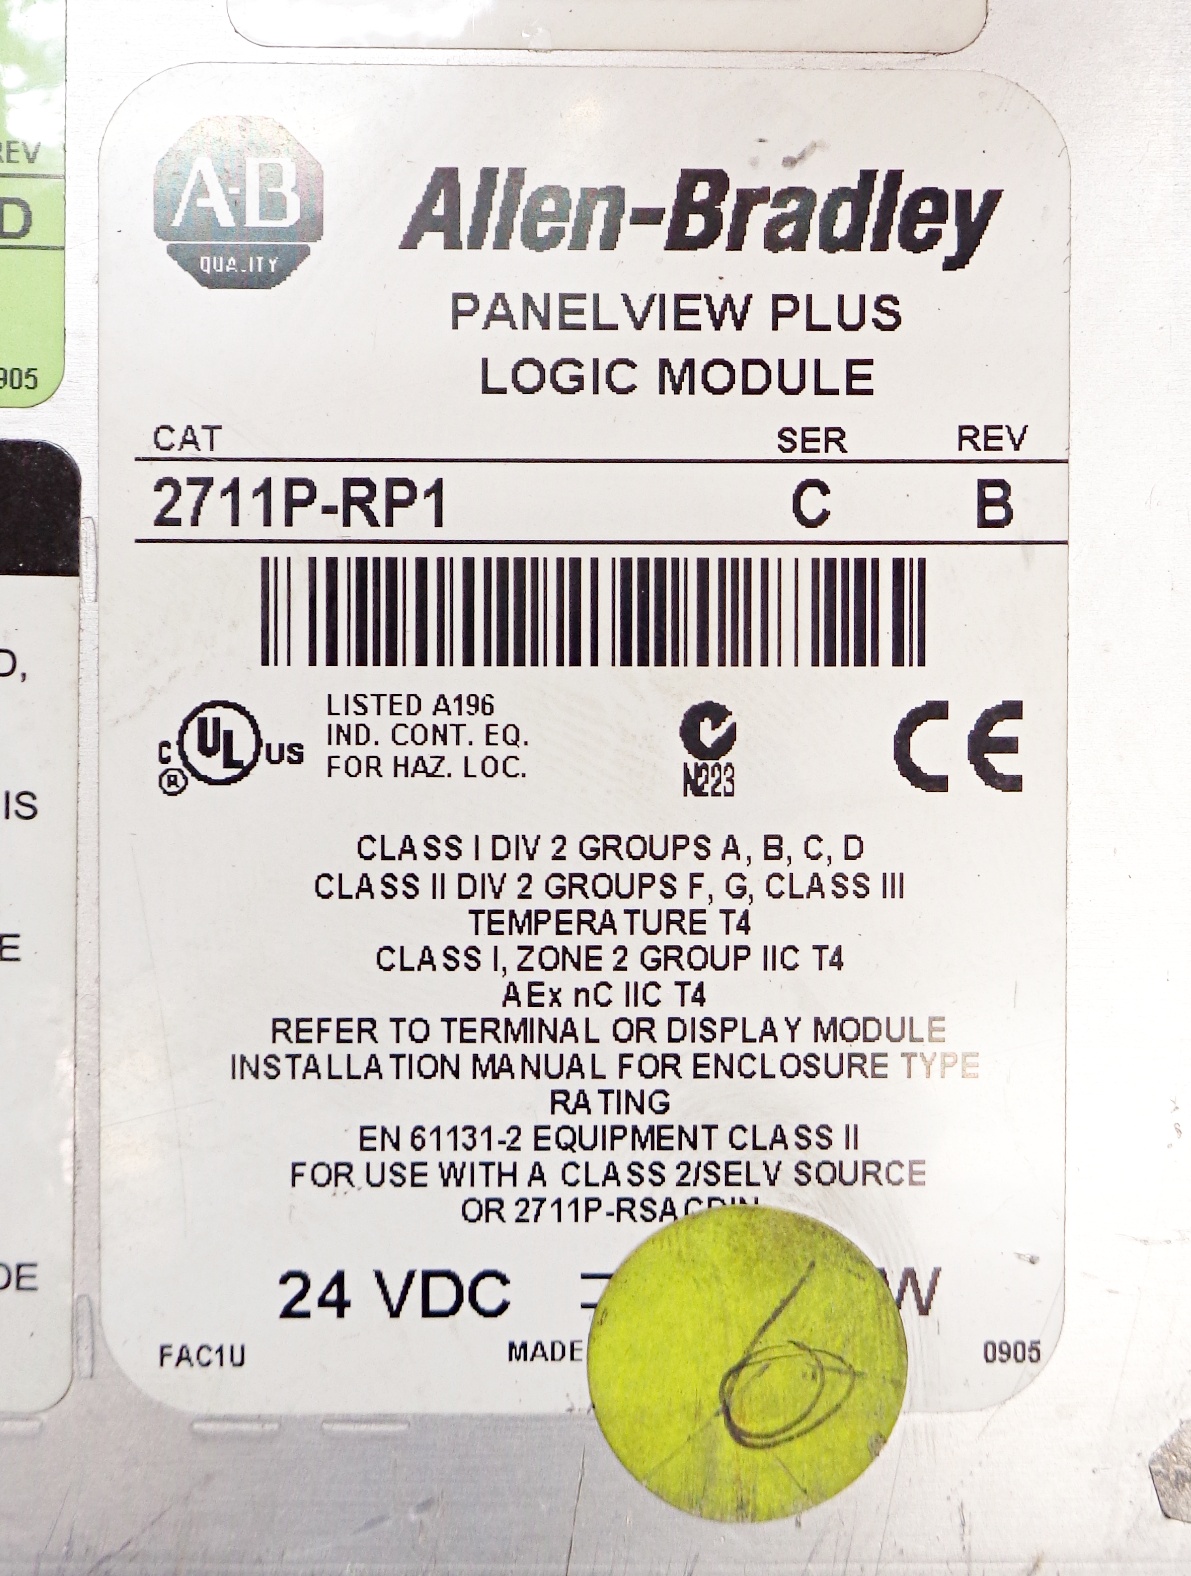 REV
D
905
A-B
QUALITY
Allen-Bradley
PANELVIEW PLUS
LOGIC MODULE
CAT SER REV
2711P-RP1 C B
C UL US
®
LISTED A196
IND. CONT. EQ.
FOR HAZ. LOC.
N223
CE
CLASS I DIV 2 GROUPS A, B, C, D
CLASS II DIV 2 GROUPS F, G, CLASS III
TEMPERATURE T4
CLASS I, ZONE 2 GROUP IIC T4
AEx nC IIC T4
REFER TO TERMINAL OR DISPLAY MODULE
INSTALLATION MANUAL FOR ENCLOSURE TYPE
RATING
EN 61131-2 EQUIPMENT CLASS II
FOR USE WITH A CLASS 2/SELV SOURCE
OR 2711P-RSACDIN
24 VDC W
FAC1U MADE 0905
6
D,
IS
E
DE